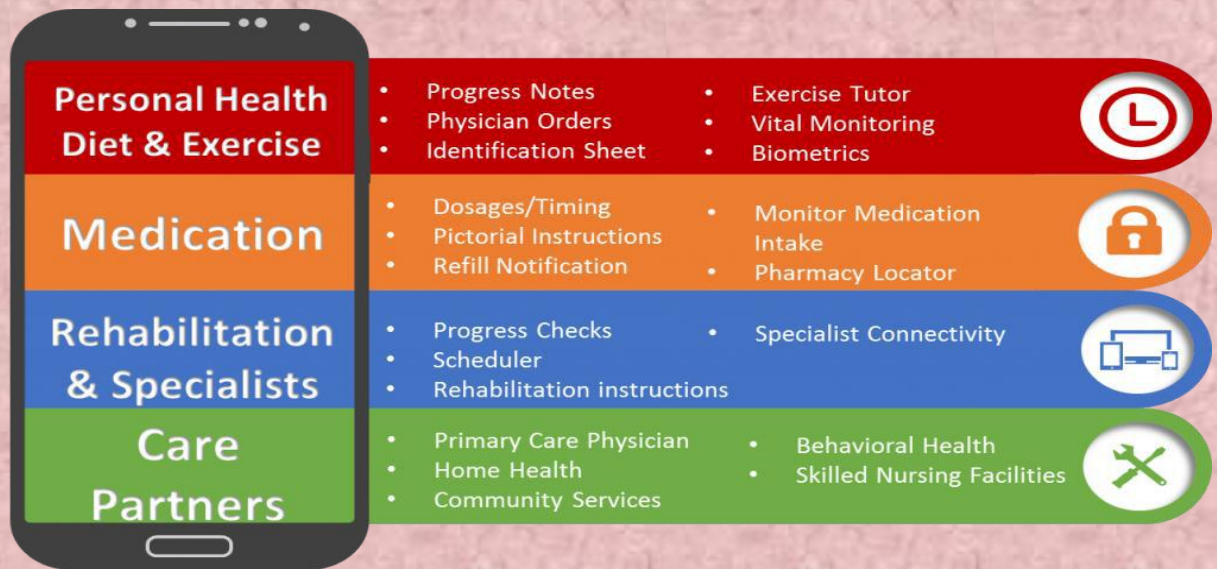 Personal Health
Diet & Exercise
• Progress Notes
• Physician Orders
• Identification Sheet
• Exercise Tutor
• Vital Monitoring
• Biometrics
Medication
• Dosages/Timing
• Pictorial Instructions
• Refill Notification
• Monitor Medication
Intake
• Pharmacy Locator
Rehabilitation
& Specialists
• Progress Checks
• Scheduler
• Rehabilitation instructions
• Specialist Connectivity
Care
Partners
• Primary Care Physician
• Home Health
• Community Services
• Behavioral Health
• Skilled Nursing Facilities